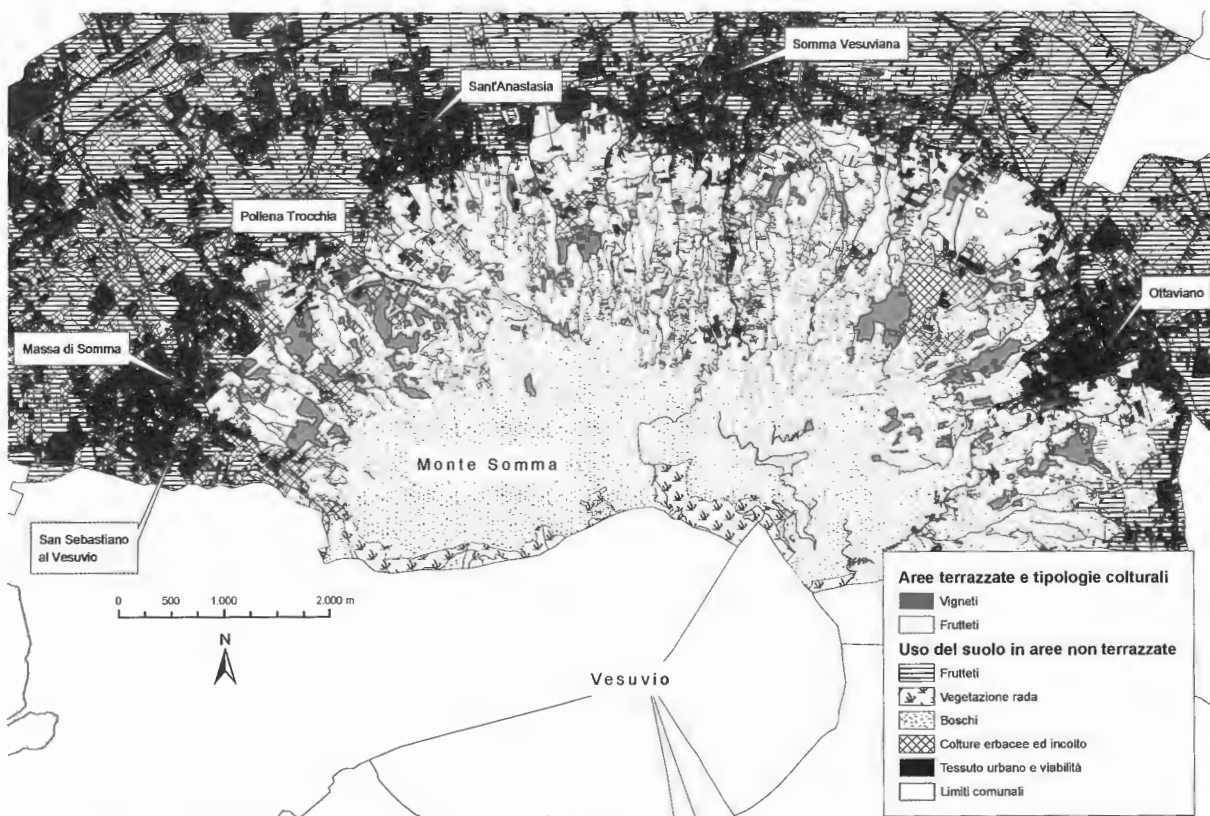 Somma Vesuviana
Sant'Anastasia
Pollena Trocchia
Ottaviano
Massa di Somma
Monte Somma
San Sebastiano
al Vesuvio
0 500 1.000 2.000 m
N
Vesuvio
Aree terrazzate e tipologie colturali
Vigneti
Frutteti
Uso del suolo in aree non terrazzate
Frutteti
Vegetazione rada
Boschi
Colture erbacee ed incolto
Tessuto urbano e viabilità
Limiti comunali